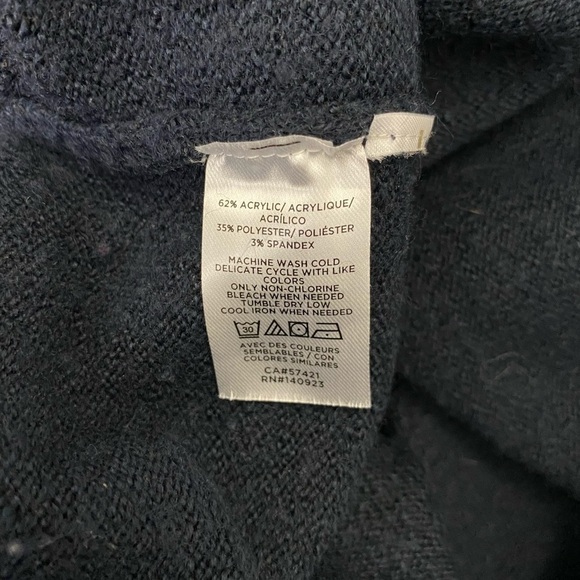 62% ACRYLIC/ ACRYLIQUE/
ACRÍLICO
35% POLYESTER/ POLIÉSTER
3% SPANDEX
MACHINE WASH COLD
DELICATE CYCLE WITH LIKE
COLORS
ONLY NON-CHLORINE
BLEACH WHEN NEEDED
TUMBLE DRY LOW
COOL IRON WHEN NEEDED
30
AVEC DES COULEURS
SEMBLABLES / CON
COLORES SIMILARES
CA#57421
RN#140923